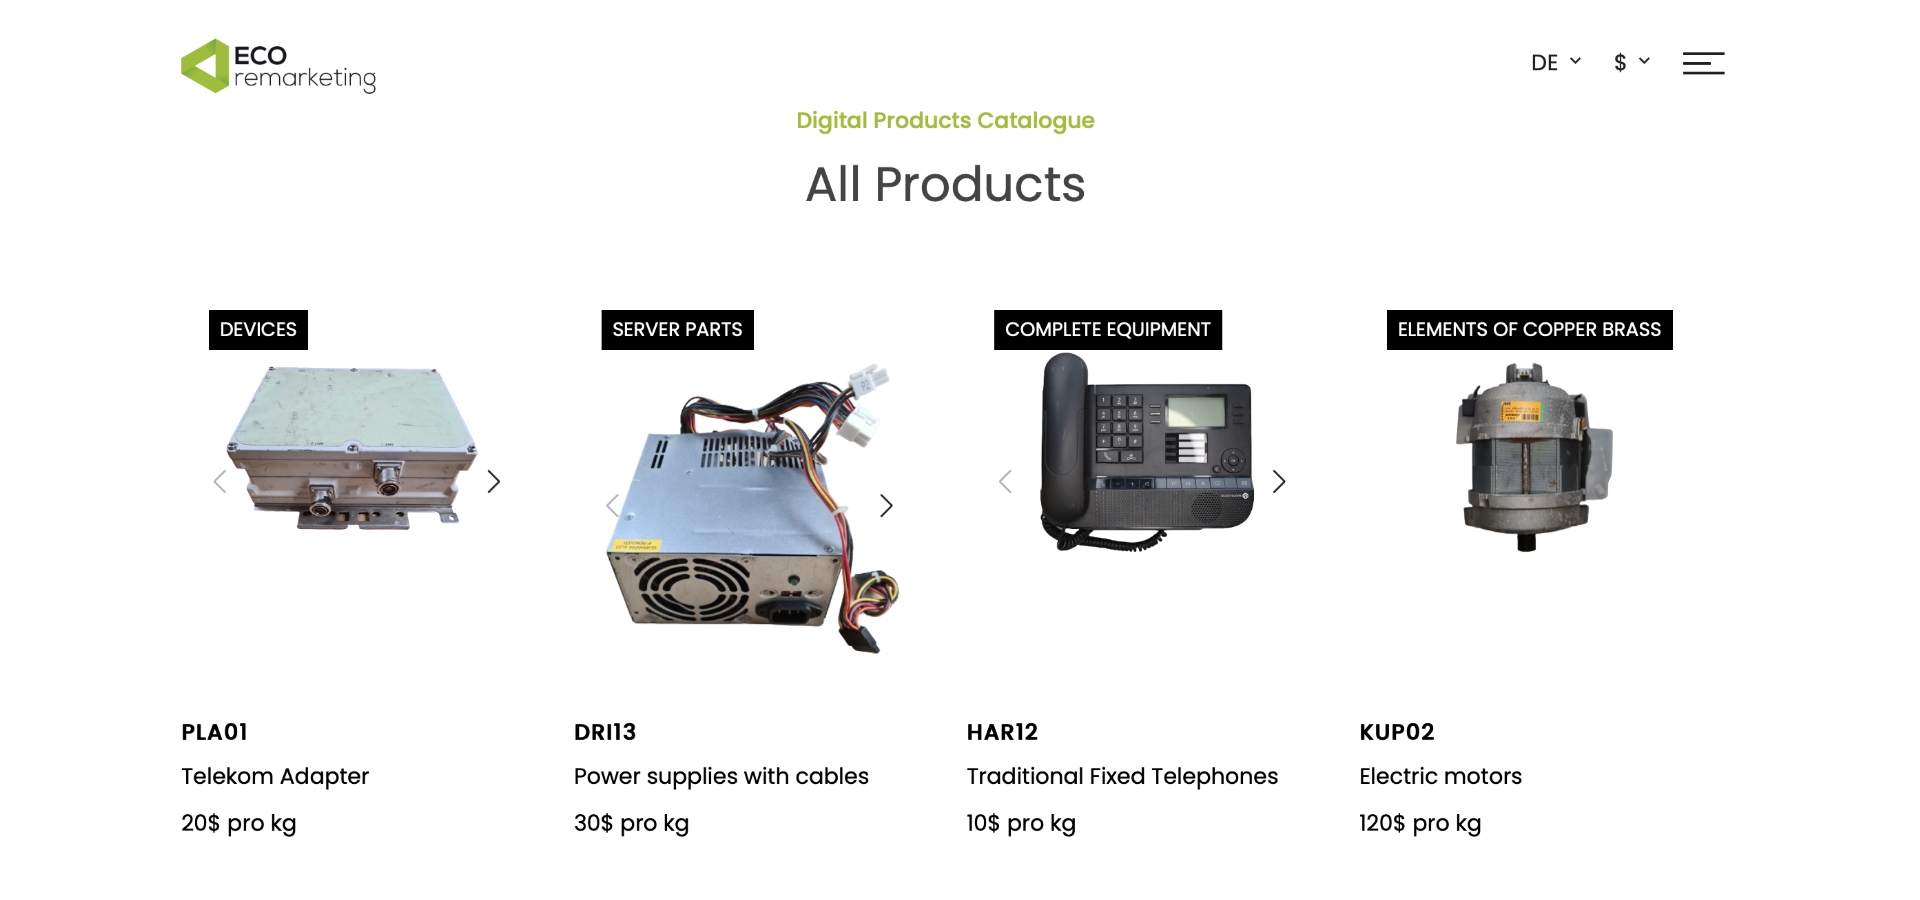 ECO
remarketing
DE
$
Digital Products Catalogue
All Products
DEVICES
SERVER PARTS
COMPLETE EQUIPMENT
ELEMENTS OF COPPER BRASS
PLA01
Telekom Adapter
20$ pro kg
DRI13
Power supplies with cables
30$ pro kg
HAR12
Traditional Fixed Telephones
10$ pro kg
KUP02
Electric motors
120$ pro kg